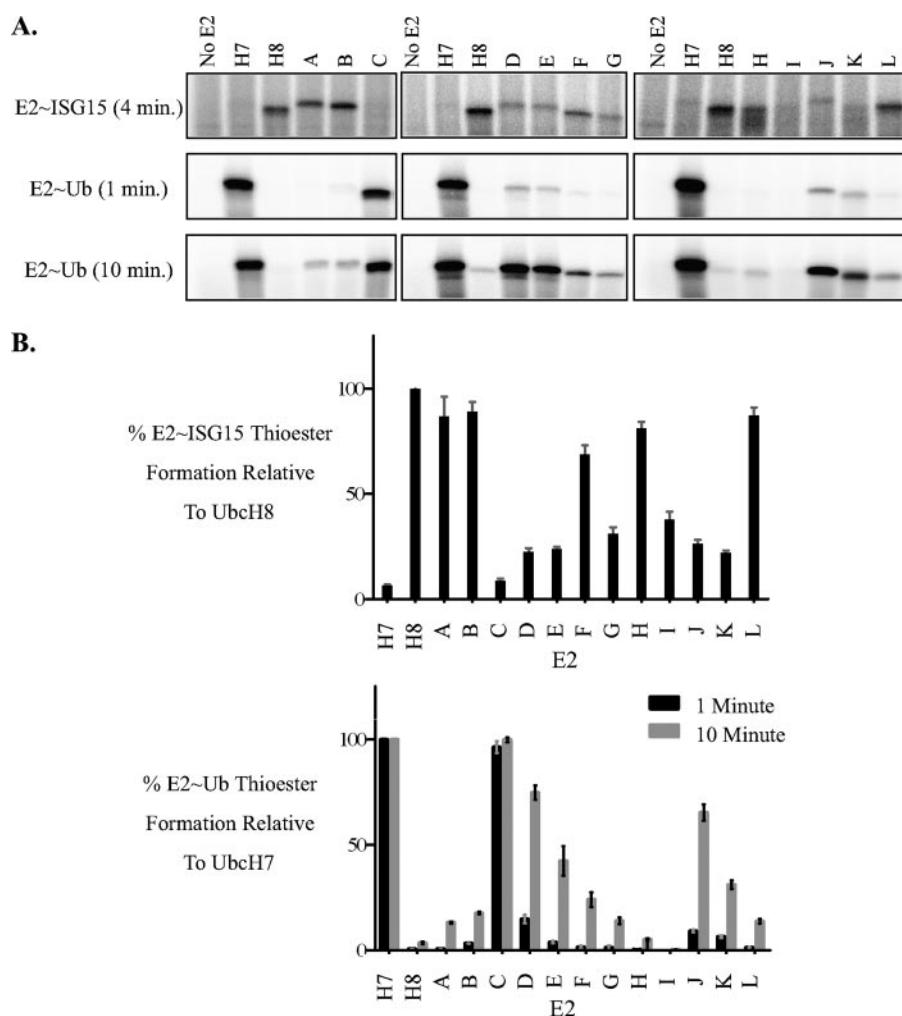 A.
No E2 H7 H8 A B C No E2 H7 H8 D E F G No E2 H7 H8 H I J K L
E2~ISG15 (4 min.)
E2~Ub (1 min.)
E2~Ub (10 min.)
B.
100
% E2~ISG15 Thioester
Formation Relative
50
To UbcH8
0
H7 H8 A B C D E F G H I J K L
E2
1 Minute
10 Minute
100
% E2~Ub Thioester
Formation Relative
50
To UbcH7
0
H7 H8 A B C D E F G H I J K L
E2